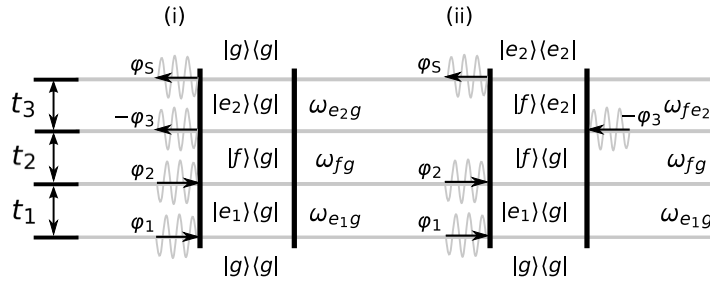 (i) (ii)
|g⟩⟨g| |e₂⟩⟨e₂|
φS φS
t₃ |e₂⟩⟨g| ωe₂g |f⟩⟨e₂| ωfe₂
−φ₃ −φ₃
t₂ |f⟩⟨g| ωfg |f⟩⟨g| ωfg
φ₂ φ₂
t₁ |e₁⟩⟨g| ωe₁g |e₁⟩⟨g| ωe₁g
φ₁ φ₁
|g⟩⟨g| |g⟩⟨g|